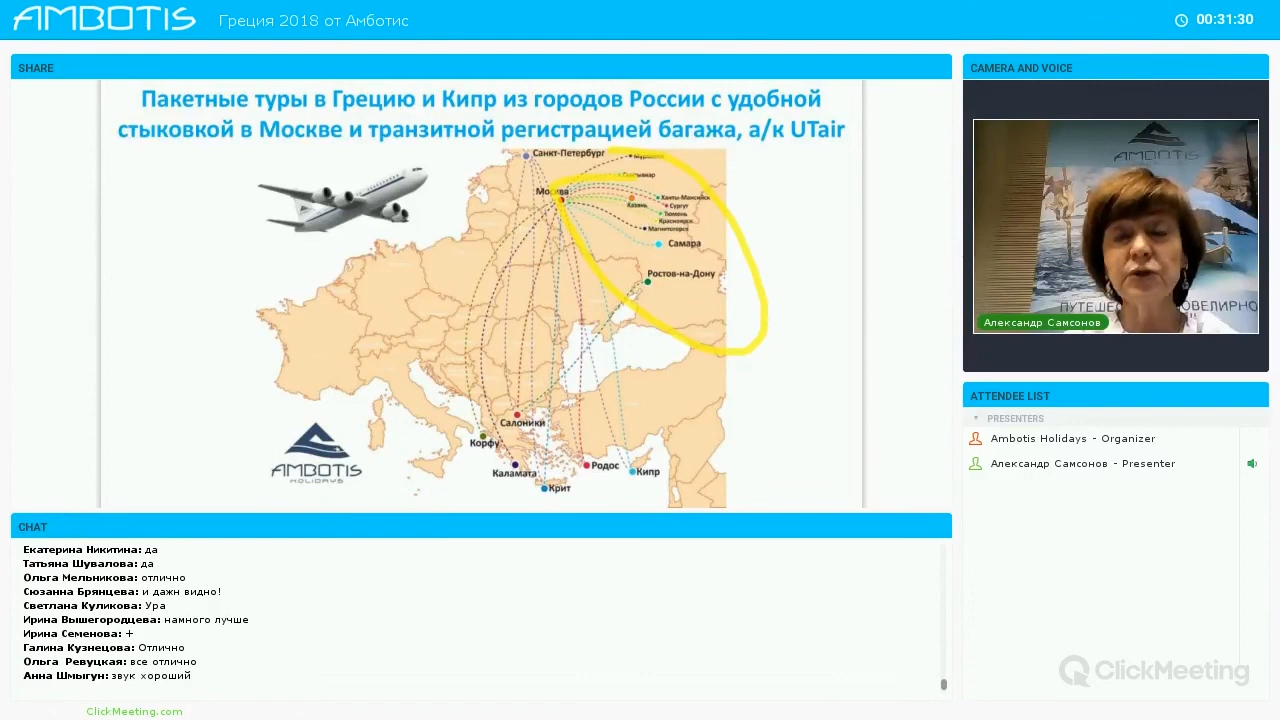 AMBOTIS
Греция 2018 от Амботис
00:31:30
SHARE
Пакетные туры в Грецию и Кипр из городов России с удобной
стыковкой в Москве и транзитной регистрацией багажа, а/к UTair
Санкт-Петербург
Москва
Казань
Ханты-Мансийск
Сургут
Тюмень
Красноярск
Магнитогорск
Самара
Ростов-на-Дону
Салоники
Корфу
Каламата
Родос
Кипр
Крит
AMBOTIS
HOLIDAYS
CAMERA AND VOICE
AMBOTIS
Александр Самсонов
ATTENDEE LIST
PRESENTERS
Ambotis Holidays - Organizer
Александр Самсонов - Presenter
CHAT
Екатерина Никитина: да
Татьяна Шувалова: да
Ольга Мельникова: отлично
Сюзанна Брянцева: и дажн видно!
Светлана Куликова: Ура
Ирина Вышегородцева: намного лучше
Ирина Семенова: +
Галина Кузнецова: Отлично
Ольга Ревуцкая: все отлично
Анна Шмыгун: звук хороший
ClickMeeting
ClickMeeting.com